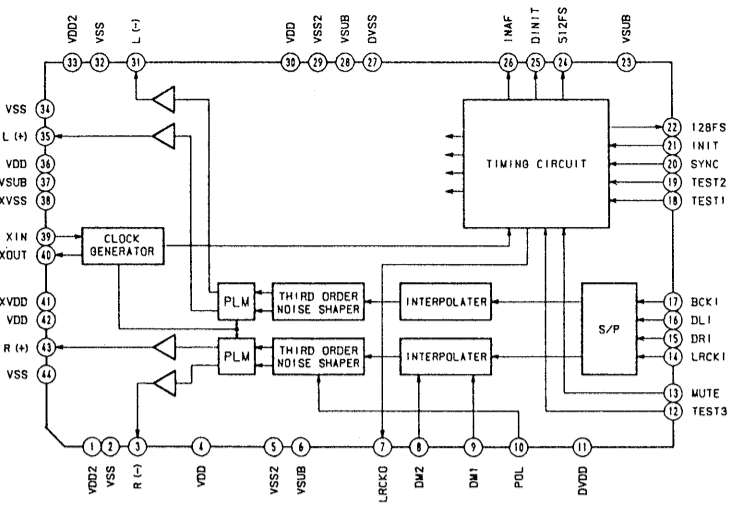 VDD2
VSS
L (-)
VDD
VSS2
VSUB
DVSS
INAF
DINIT
512FS
VSUB
33
32
31
30
29
28
27
26
25
24
23
VSS
34
L (+)
35
VDD
36
VSUB
37
XVSS
38
XIN
39
XOUT
40
XVDD
41
VDD
42
R (+)
43
VSS
44
TIMING CIRCUIT
22
128FS
21
INIT
20
SYNC
19
TEST2
18
TEST1
CLOCK
GENERATOR
PLM
THIRD ORDER
NOISE SHAPER
INTERPOLATER
PLM
THIRD ORDER
NOISE SHAPER
INTERPOLATER
S/P
17
BCKI
16
DLI
15
DRI
14
LRCKI
13
MUTE
12
TEST3
1
2
3
4
5
6
7
8
9
10
11
VDD2
VSS
R (-)
VDD
VSS2
VSUB
LRCKO
DM2
DM1
POL
DVDD